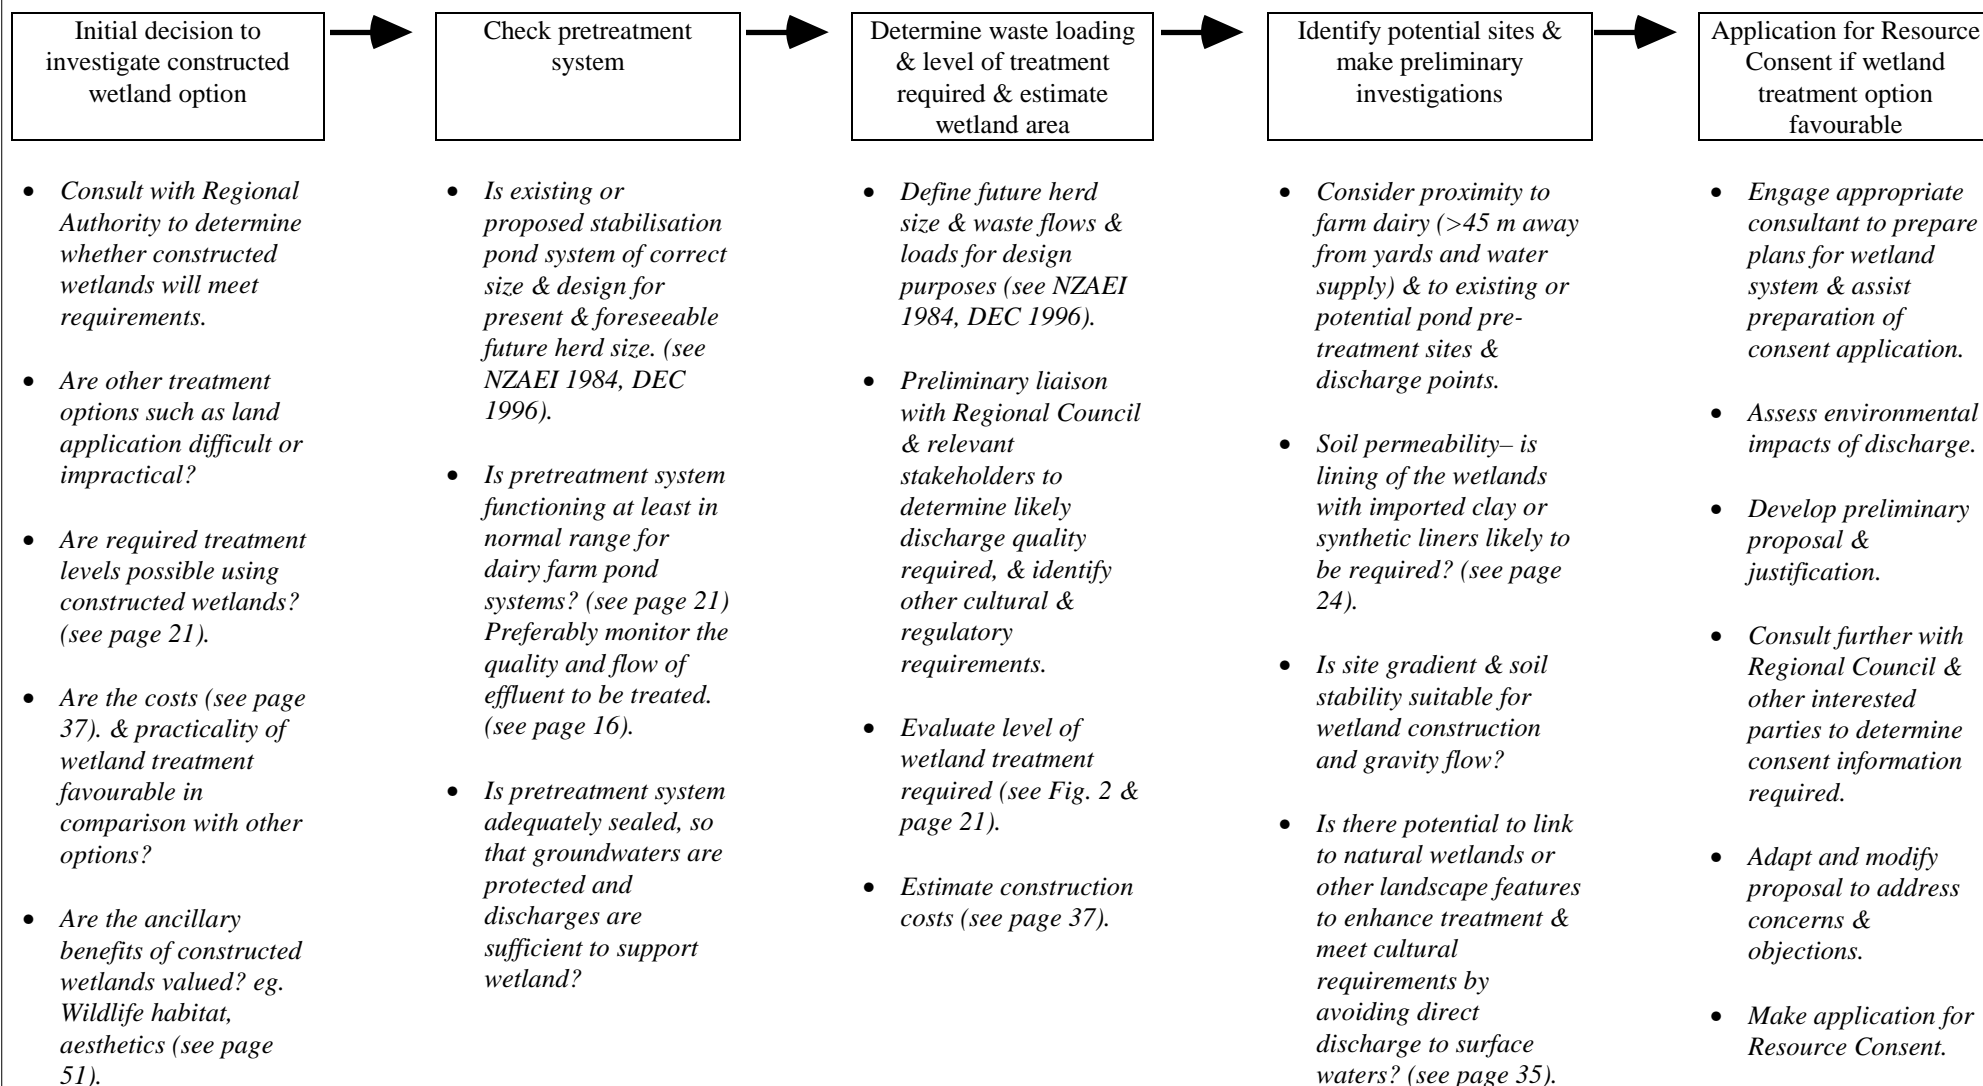 Initial decision to
investigate constructed
wetland option
Check pretreatment
system
Determine waste loading
& level of treatment
required & estimate
wetland area
Identify potential sites &
make preliminary
investigations
Application for Resource
Consent if wetland
treatment option
favourable
• Consult with Regional
Authority to determine
whether constructed
wetlands will meet
requirements.
• Are other treatment
options such as land
application difficult or
impractical?
• Are required treatment
levels possible using
constructed wetlands?
(see page 21).
• Are the costs (see page
37). & practicality of
wetland treatment
favourable in
comparison with other
options?
• Are the ancillary
benefits of constructed
wetlands valued? eg.
Wildlife habitat,
aesthetics (see page
51).
• Is existing or
proposed stabilisation
pond system of correct
size & design for
present & foreseeable
future herd size. (see
NZAEI 1984, DEC
1996).
• Is pretreatment system
functioning at least in
normal range for
dairy farm pond
systems? (see page 21)
Preferably monitor the
quality and flow of
effluent to be treated.
(see page 16).
• Is pretreatment system
adequately sealed, so
that groundwaters are
protected and
discharges are
sufficient to support
wetland?
• Define future herd
size & waste flows &
loads for design
purposes (see NZAEI
1984, DEC 1996).
• Preliminary liaison
with Regional Council
& relevant
stakeholders to
determine likely
discharge quality
required, & identify
other cultural &
regulatory
requirements.
• Evaluate level of
wetland treatment
required (see Fig. 2 &
page 21).
• Estimate construction
costs (see page 37).
• Consider proximity to
farm dairy (>45 m away
from yards and water
supply) & to existing or
potential pond pre-
treatment sites &
discharge points.
• Soil permeability– is
lining of the wetlands
with imported clay or
synthetic liners likely to
be required? (see page
24).
• Is site gradient & soil
stability suitable for
wetland construction
and gravity flow?
• Is there potential to link
to natural wetlands or
other landscape features
to enhance treatment &
meet cultural
requirements by
avoiding direct
discharge to surface
waters? (see page 35).
• Engage appropriate
consultant to prepare
plans for wetland
system & assist
preparation of
consent application.
• Assess environmental
impacts of discharge.
• Develop preliminary
proposal &
justification.
• Consult further with
Regional Council &
other interested
parties to determine
consent information
required.
• Adapt and modify
proposal to address
concerns &
objections.
• Make application for
Resource Consent.